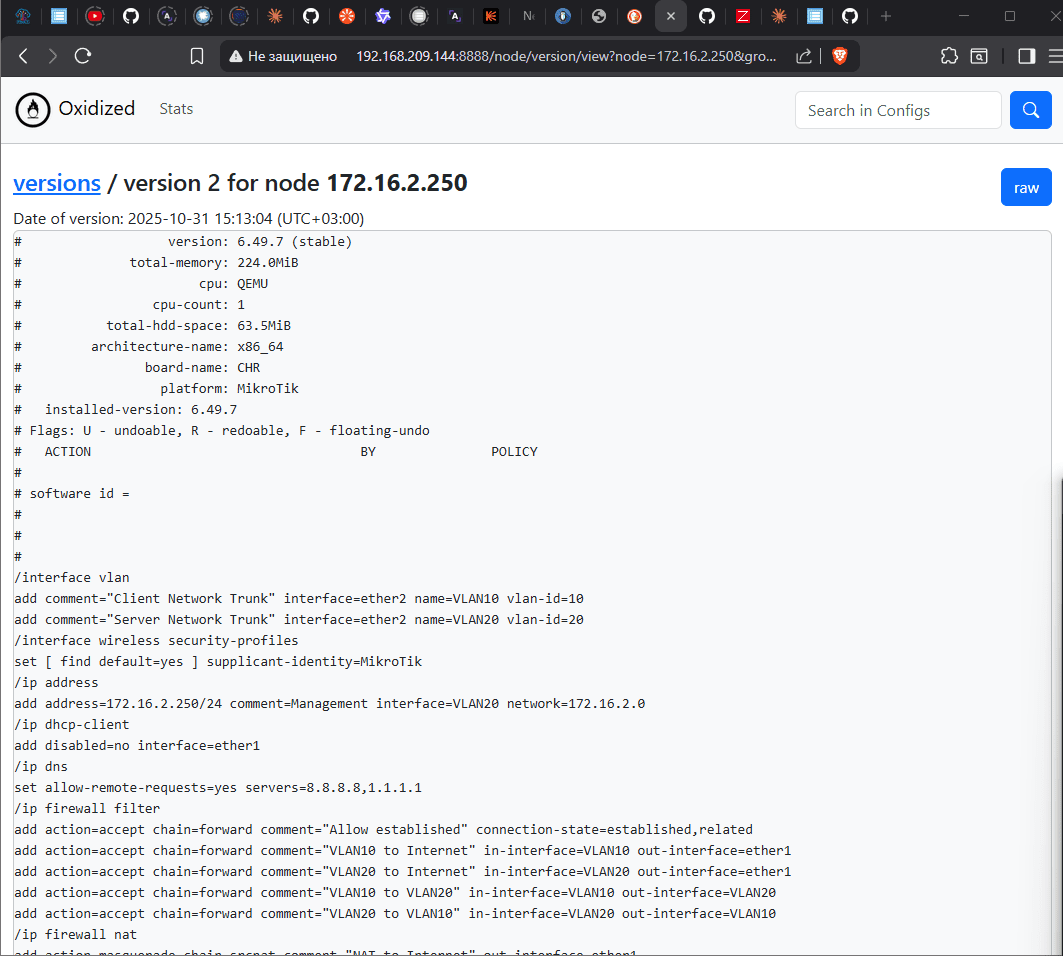 Не защищено
192.168.209.144:8888/node/version/view?node=172.16.2.250&gro...
Oxidized
Stats
Search in Configs
versions / version 2 for node 172.16.2.250
raw
Date of version: 2025-10-31 15:13:04 (UTC+03:00)
# version: 6.49.7 (stable)
# total-memory: 224.0MiB
# cpu: QEMU
# cpu-count: 1
# total-hdd-space: 63.5MiB
# architecture-name: x86_64
# board-name: CHR
# platform: MikroTik
# installed-version: 6.49.7
# Flags: U - undoable, R - redoable, F - floating-undo
# ACTION BY POLICY
#
# software id =
#
#
#
/interface vlan
add comment="Client Network Trunk" interface=ether2 name=VLAN10 vlan-id=10
add comment="Server Network Trunk" interface=ether2 name=VLAN20 vlan-id=20
/interface wireless security-profiles
set [ find default=yes ] supplicant-identity=MikroTik
/ip address
add address=172.16.2.250/24 comment=Management interface=VLAN20 network=172.16.2.0
/ip dhcp-client
add disabled=no interface=ether1
/ip dns
set allow-remote-requests=yes servers=8.8.8.8,1.1.1.1
/ip firewall filter
add action=accept chain=forward comment="Allow established" connection-state=established,related
add action=accept chain=forward comment="VLAN10 to Internet" in-interface=VLAN10 out-interface=ether1
add action=accept chain=forward comment="VLAN20 to Internet" in-interface=VLAN20 out-interface=ether1
add action=accept chain=forward comment="VLAN10 to VLAN20" in-interface=VLAN10 out-interface=VLAN20
add action=accept chain=forward comment="VLAN20 to VLAN10" in-interface=VLAN20 out-interface=VLAN10
/ip firewall nat
add action=masquerade chain=srcnat comment="NAT to Internet" out-interface=ether1